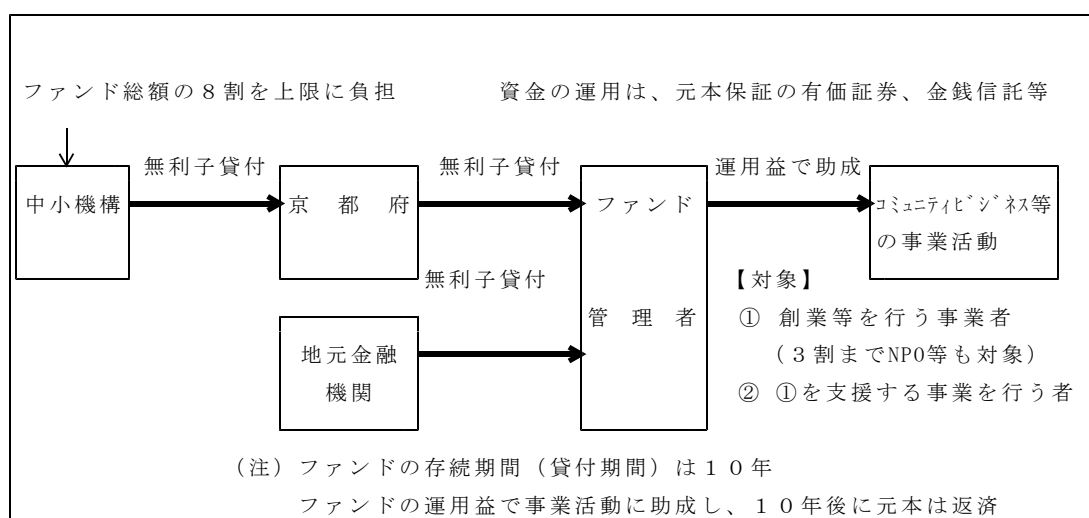 ファンド総額の８割を上限に負担
資金の運用は、元本保証の有価証券、金銭信託等
無利子貸付
無利子貸付
運用益で助成
中小機構
京都府
ファンド
管理者
コミュニティビジネス等
の事業活動
無利子貸付
地元金融
機関
【対象】
① 創業等を行う事業者
（３割までNPO等も対象）
② ①を支援する事業を行う者
（注）ファンドの存続期間（貸付期間）は１０年
ファンドの運用益で事業活動に助成し、１０年後に元本は返済